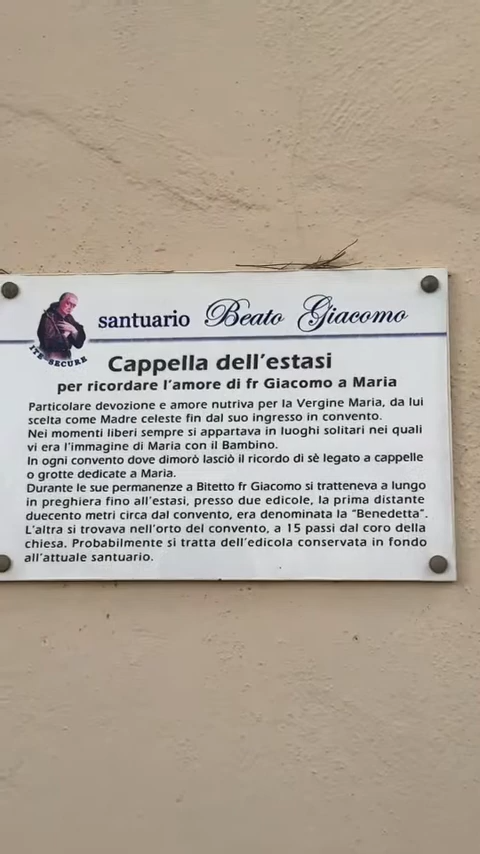 santuario Beato Giacomo
ITE SECURE
Cappella dell'estasi
per ricordare l'amore di fr Giacomo a Maria
Particolare devozione e amore nutriva per la Vergine Maria, da lui
scelta come Madre celeste fin dal suo ingresso in convento.
Nei momenti liberi sempre si appartava in luoghi solitari nei quali
vi era l'immagine di Maria con il Bambino.
In ogni convento dove dimorò lasciò il ricordo di sè legato a cappelle
o grotte dedicate a Maria.
Durante le sue permanenze a Bitetto fr Giacomo si tratteneva a lungo
in preghiera fino all'estasi, presso due edicole, la prima distante
duecento metri circa dal convento, era denominata la "Benedetta".
L'altra si trovava nell'orto del convento, a 15 passi dal coro della
chiesa. Probabilmente si tratta dell'edicola conservata in fondo
all'attuale santuario.